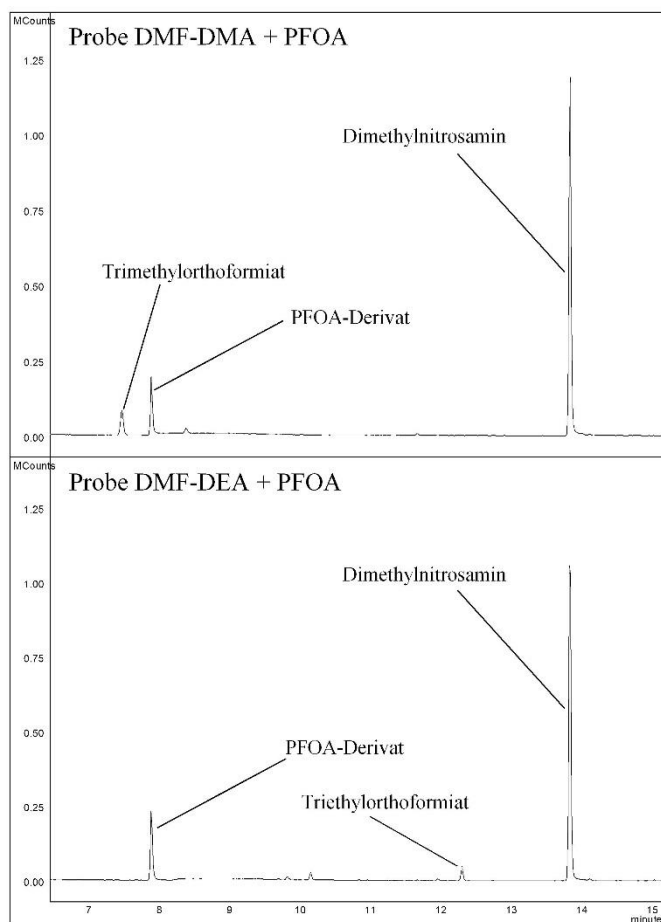 MCounts
Probe DMF-DMA + PFOA
1.25
1.00
Dimethylnitrosamin
0.75
Trimethylorthoformiat
0.50
PFOA-Derivat
0.25
0.00
MCounts
Probe DMF-DEA + PFOA
1.25
1.00
Dimethylnitrosamin
0.75
PFOA-Derivat
0.50
Triethylorthoformiat
0.25
0.00
7 8 9 10 11 12 13 14 15